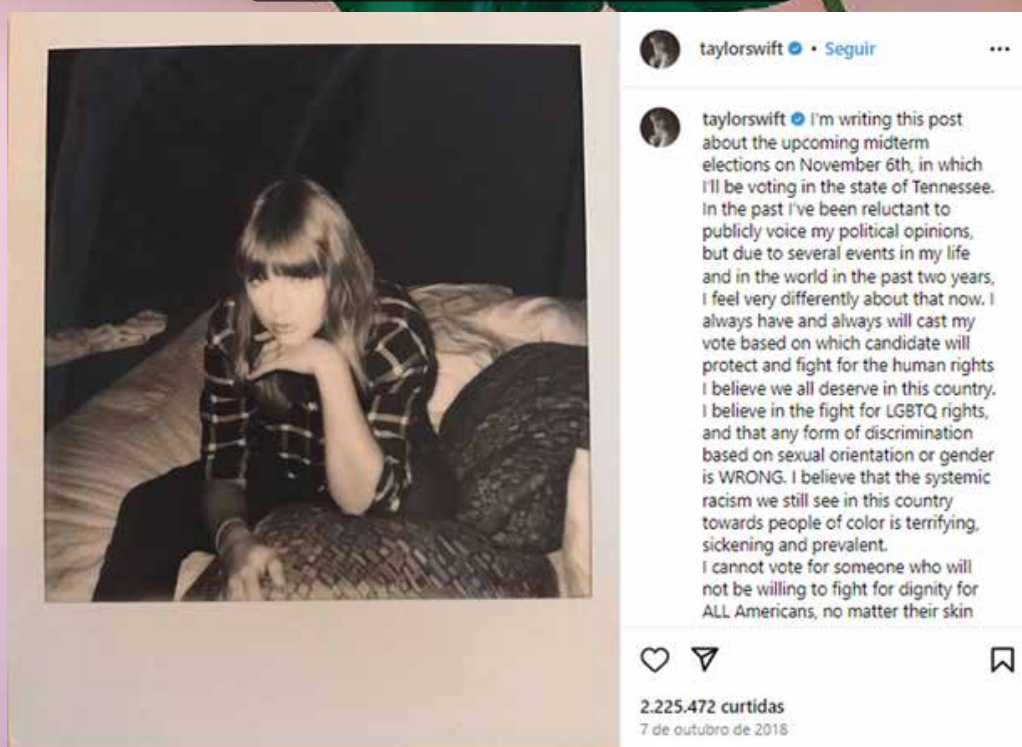 taylorswift • Seguir
taylorswift I'm writing this post
about the upcoming midterm
elections on November 6th, in which
I'll be voting in the state of Tennessee.
In the past I've been reluctant to
publicly voice my political opinions,
but due to several events in my life
and in the world in the past two years,
I feel very differently about that now. I
always have and always will cast my
vote based on which candidate will
protect and fight for the human rights
I believe we all deserve in this country.
I believe in the fight for LGBTQ rights,
and that any form of discrimination
based on sexual orientation or gender
is WRONG. I believe that the systemic
racism we still see in this country
towards people of color is terrifying,
sickening and prevalent.
I cannot vote for someone who will
not be willing to fight for dignity for
ALL Americans, no matter their skin
2.225.472 curtidas
7 de outubro de 2018